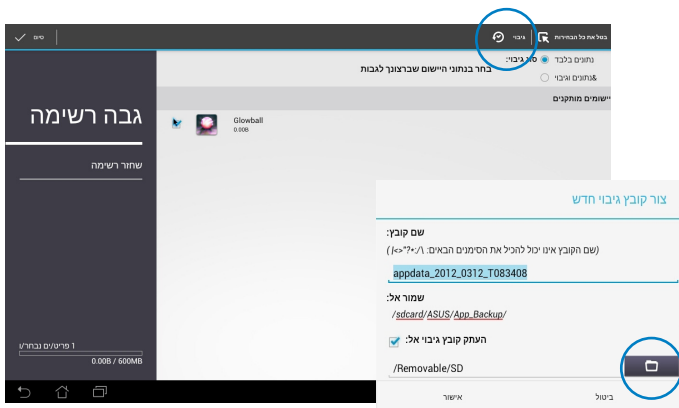 בטל את כל הבחירות
גיבוי
סיום
סוג גיבוי:
נתונים בלבד
&נתונים וגיבוי
בחר בנתוני היישום שברצונך לגבות
יישומים מותקנים
Glowball
0.00B
גבה רשימה
שחזר רשימה
1 פריט/ים נבחר/ו
0.00B / 600MB
צור קובץ גיבוי חדש
שם קובץ:
(שם הקובץ אינו יכול להכיל את הסימנים הבאים: \/:*?"<>| )
appdata_2012_0312_T083408
שמור אל:
/sdcard/ASUS/App_Backup/
העתק קובץ גיבוי אל:
/Removable/SD
ביטול
אישור